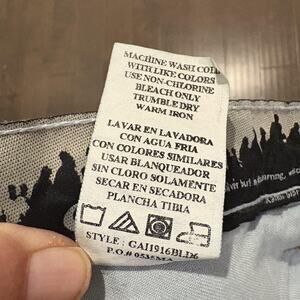 MACHINE WASH COLD
WITH LIKE COLORS
USE NON-CHLORINE
BLEACH ONLY
TRUMBLE DRY
WARM IRON
LAVAR EN LAVADORA
CON AGUA FRIA
CON COLORES SIMILARES
USAR BLANQUEADOR
SIN CLORO SOLAMENTE
SECAR EN SECADORA
PLANCHA TIBIA
STYLE : GAI1916BLD6
P.O.#